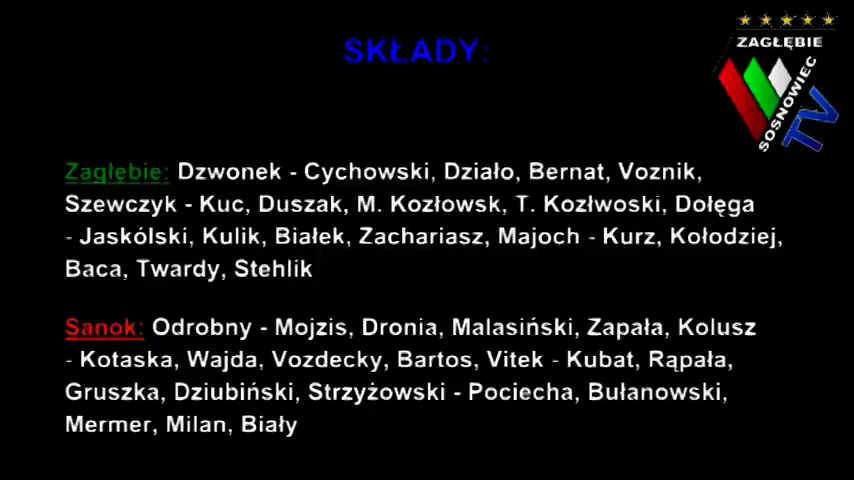 SKŁADY:
ZAGŁĘBIE
SOSNOWIEC
TV
Zagłębie: Dzwonek - Cychowski, Działo, Bernat, Voznik,
Szewczyk - Kuc, Duszak, M. Kozłowsk, T. Kozłwoski, Dołęga
- Jaskólski, Kulik, Białek, Zachariasz, Majoch - Kurz, Kołodziej,
Baca, Twardy, Stehlik
Sanok: Odrobny - Mojzis, Dronia, Malasiński, Zapała, Kolusz
- Kotaska, Wajda, Vozdecky, Bartos, Vitek - Kubat, Rąpała,
Gruszka, Dziubiński, Strzyżowski - Pociecha, Bułanowski,
Mermer, Milan, Biały